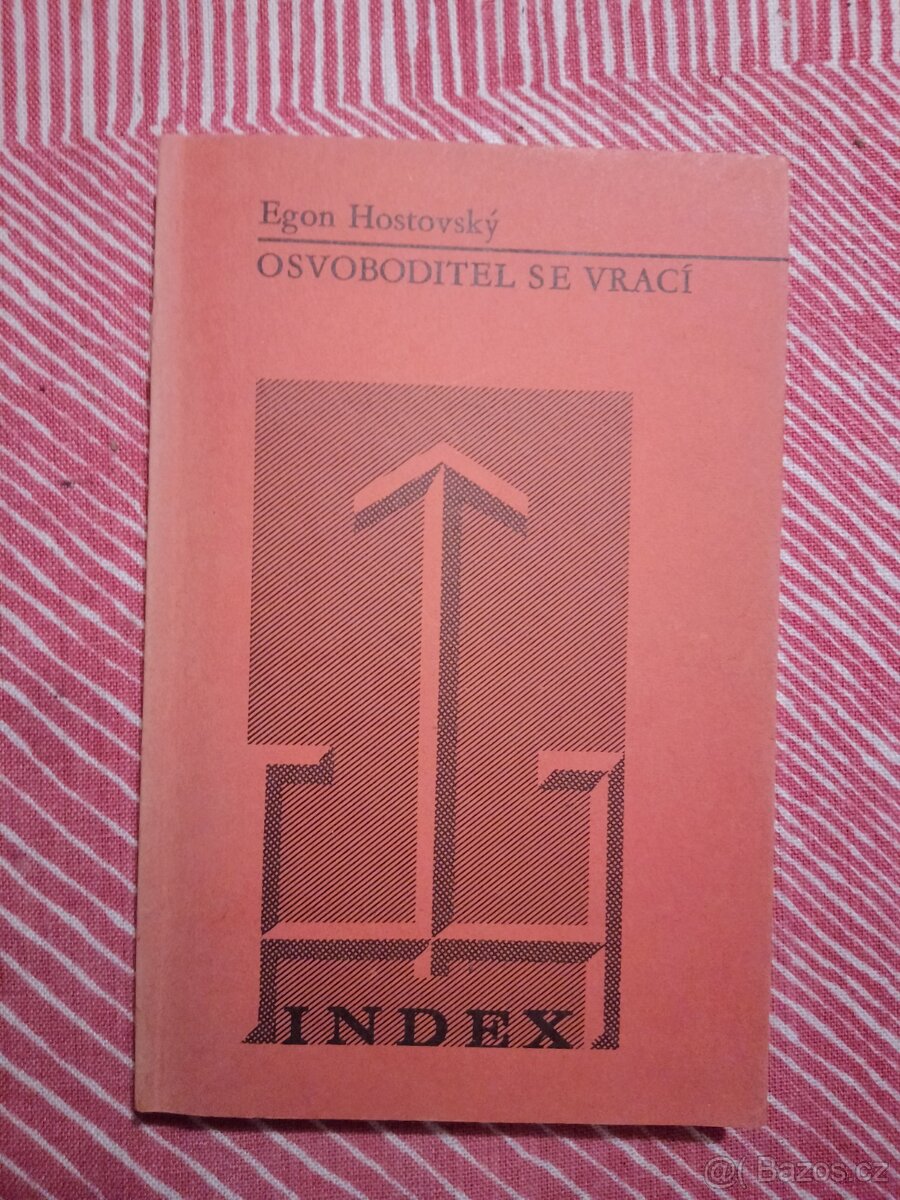 Egon Hostovský
OSVOBODITEL SE VRACÍ
INDEX
@( Bazos.cz